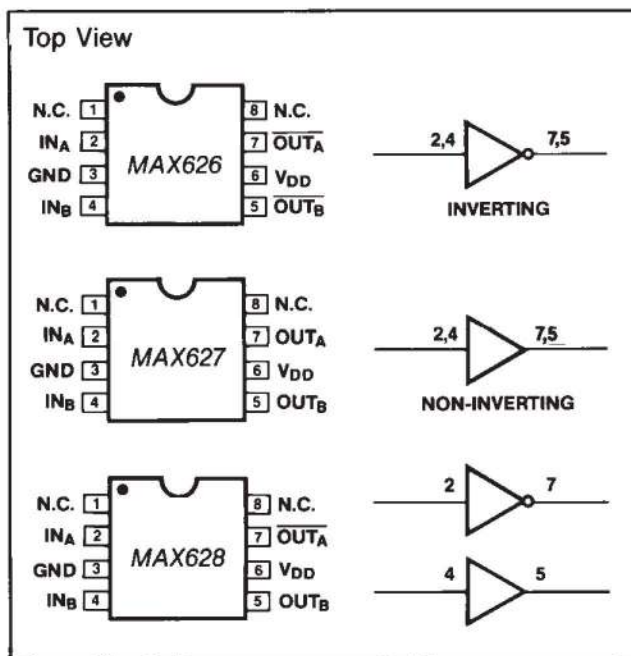 Top View
N.C. 1 8 N.C.
IN_A 2 7 O̅U̅T̅_A̅
GND 3 MAX626 6 V_DD
IN_B 4 5 O̅U̅T̅_B̅
2,4 7,5
INVERTING
N.C. 1 8 N.C.
IN_A 2 7 OUT_A
GND 3 MAX627 6 V_DD
IN_B 4 5 OUT_B
2,4 7,5
NON-INVERTING
N.C. 1 8 N.C.
IN_A 2 7 O̅U̅T̅_A̅
GND 3 MAX628 6 V_DD
IN_B 4 5 OUT_B
2 7
4 5